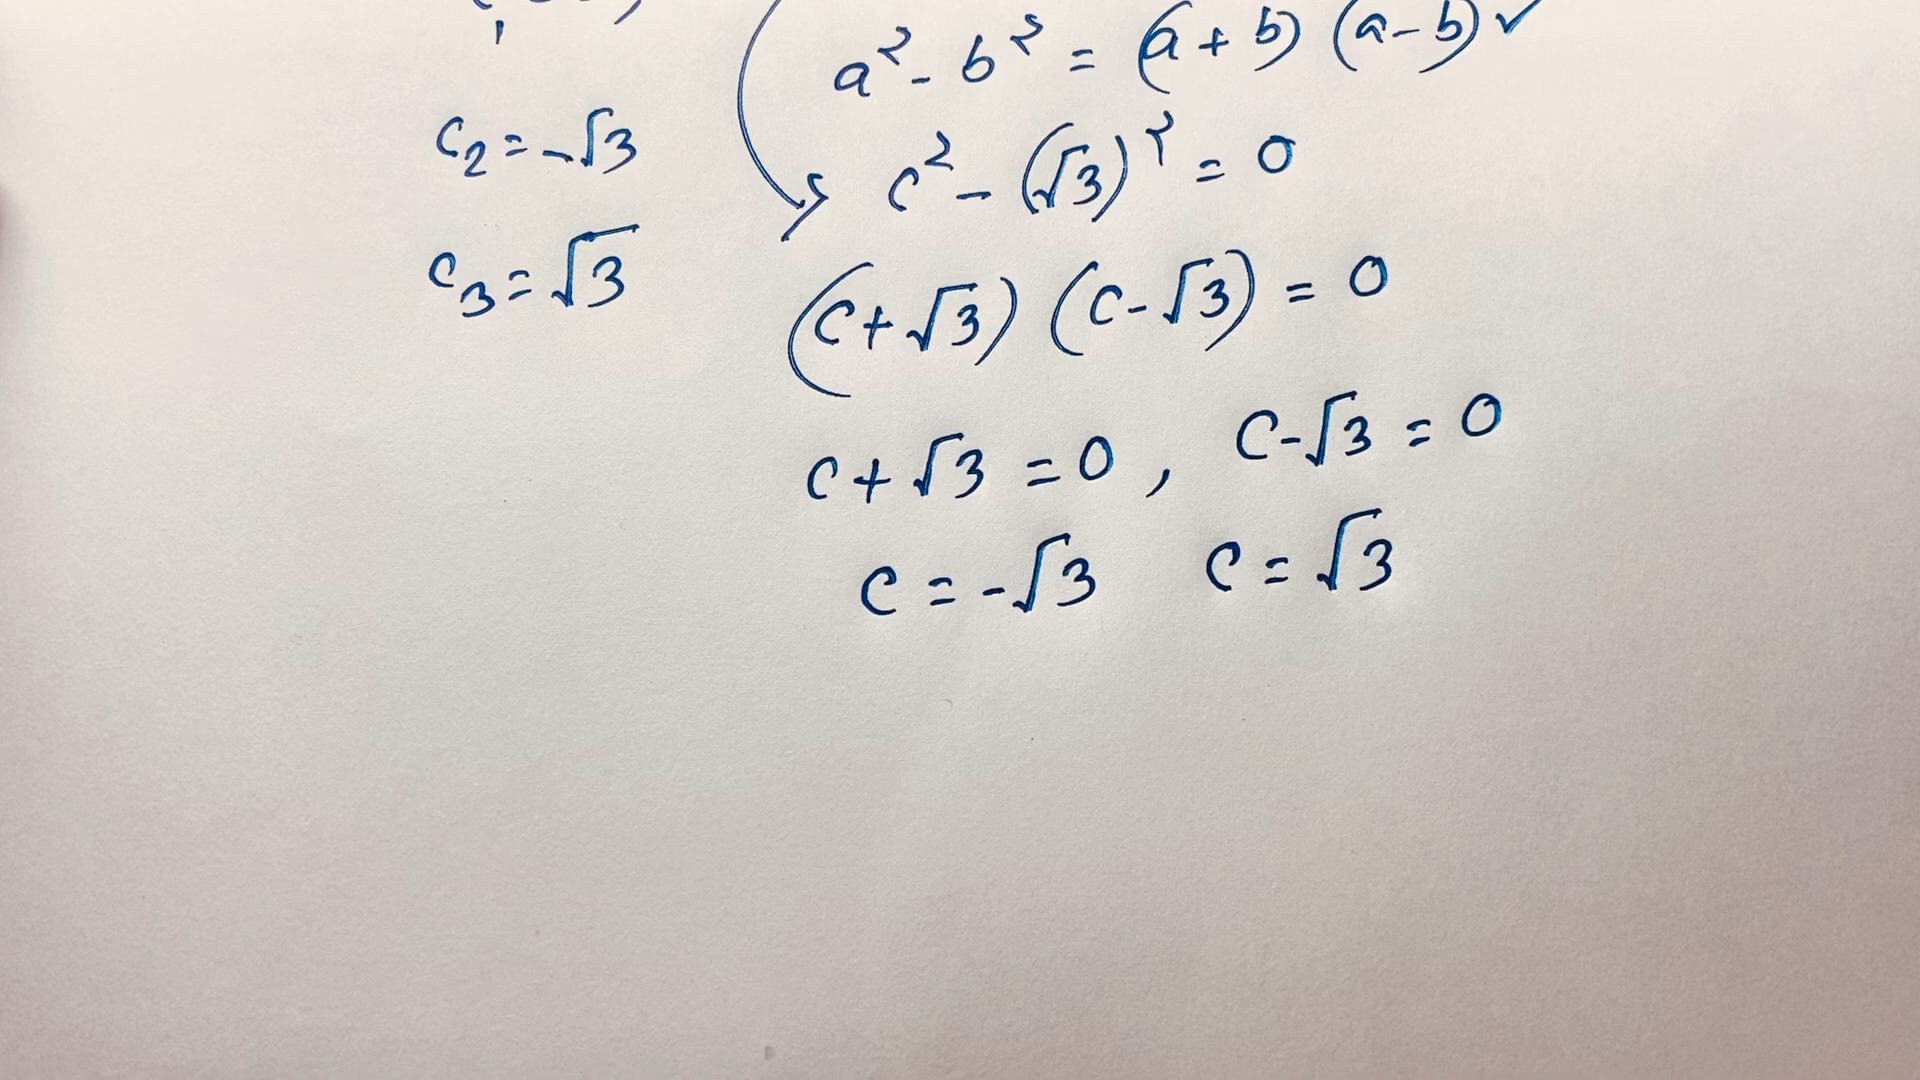 a² - b² = (a + b) (a - b) ✓
c₂ = -√3
c² - (√3)² = 0
c₃ = √3
(c + √3) (c - √3) = 0
c + √3 = 0 , c - √3 = 0
c = -√3 c = √3